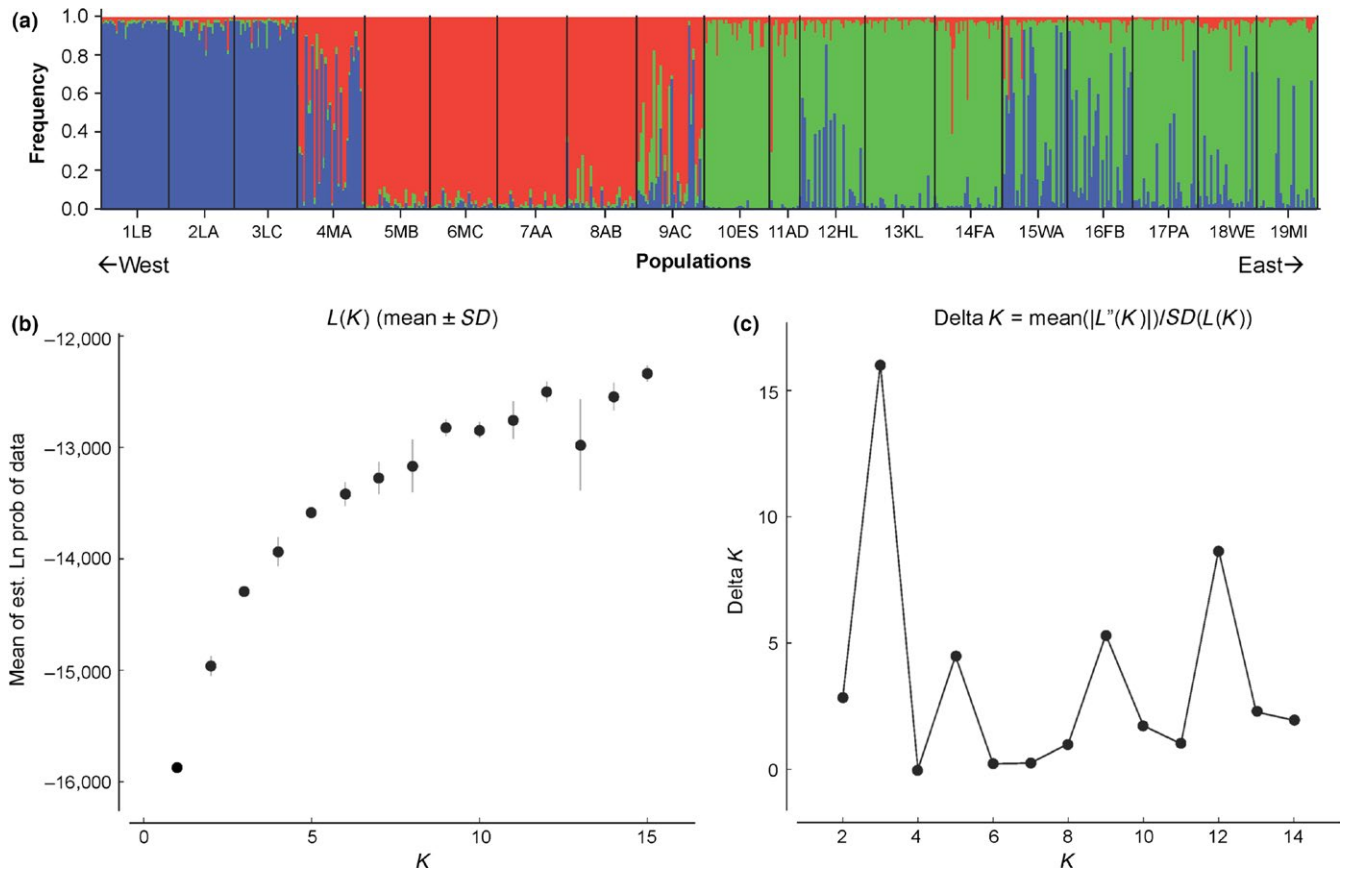 (a)
1.0
0.8
0.6
0.4
0.2
0.0
Frequency
1LB 2LA 3LC 4MA 5MB 6MC 7AA 8AB 9AC 10ES 11AD 12HL 13KL 14FA 15WA 16FB 17PA 18WE 19MI
←West Populations East→
(b) L(K) (mean ± SD)
−12,000
−13,000
−14,000
−15,000
−16,000
Mean of est. Ln prob of data
0 5 10 15
K
(c) Delta K = mean(|L”(K)|)/SD(L(K))
15
10
5
0
Delta K
2 4 6 8 10 12 14
K